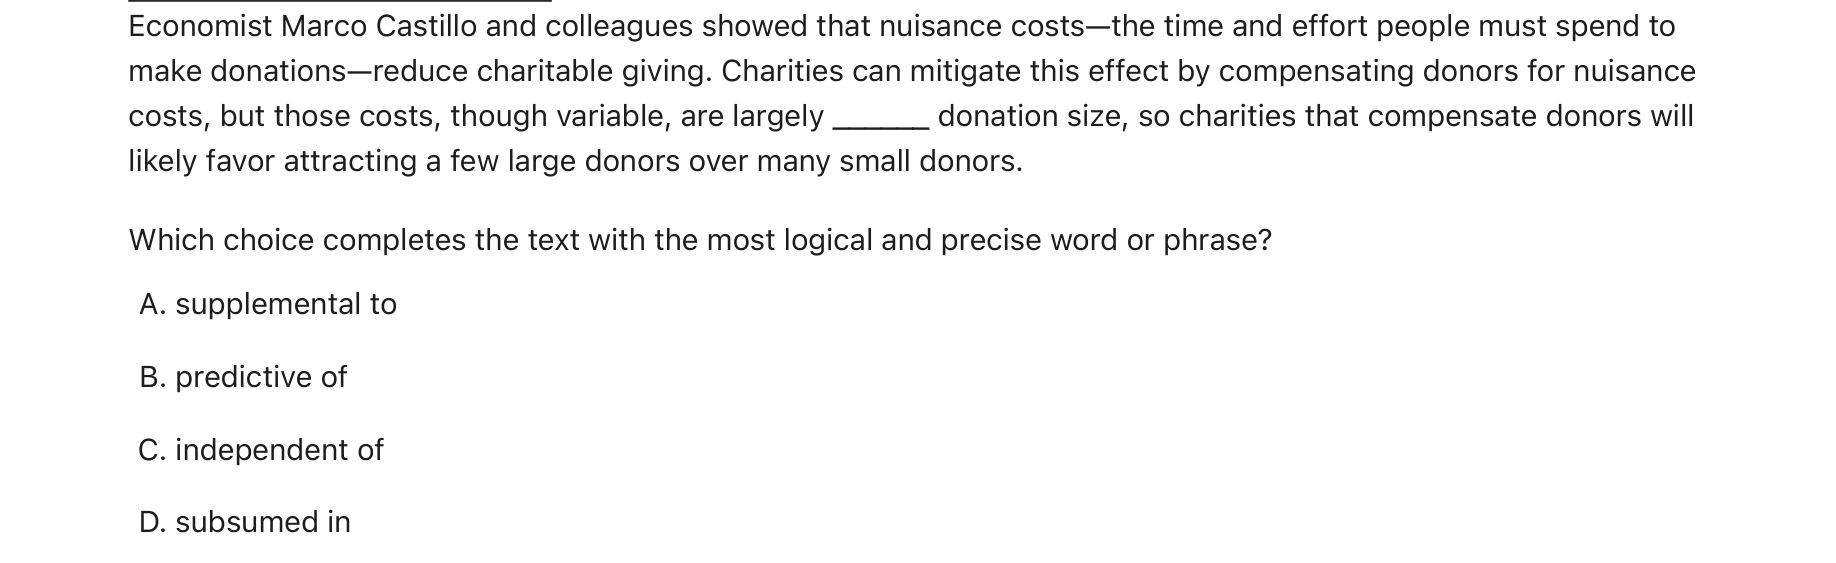 Economist Marco Castillo and colleagues showed that nuisance costs—the time and effort people must spend to
make donations—reduce charitable giving. Charities can mitigate this effect by compensating donors for nuisance
costs, but those costs, though variable, are largely ______ donation size, so charities that compensate donors will
likely favor attracting a few large donors over many small donors.
Which choice completes the text with the most logical and precise word or phrase?
A. supplemental to
B. predictive of
C. independent of
D. subsumed in